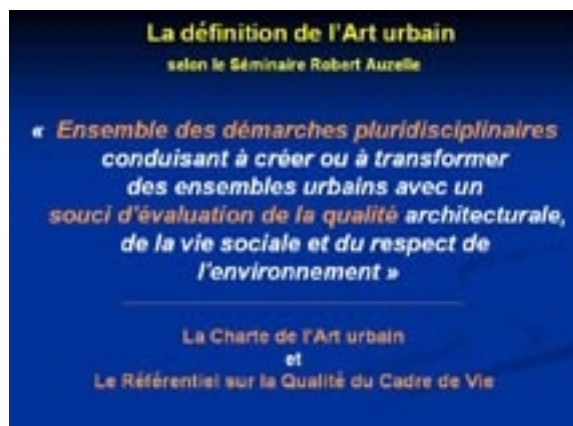 La définition de l'Art urbain
selon le Séminaire Robert Auzelle
« Ensemble des démarches pluridisciplinaires
conduisant à créer ou à transformer
des ensembles urbains avec un
souci d'évaluation de la qualité architecturale,
de la vie sociale et du respect de
l'environnement »
La Charte de l'Art urbain
et
Le Référentiel sur la Qualité du Cadre de Vie